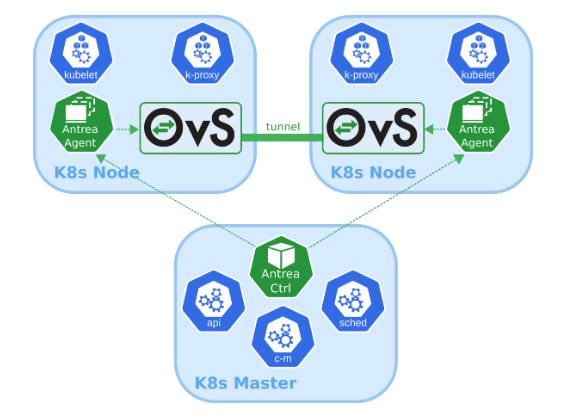 kubelet
k-proxy
Antrea
Agent
OvS
K8s Node
tunnel
k-proxy
kubelet
OvS
Antrea
Agent
K8s Node
Antrea
Ctrl
api
sched
c-m
K8s Master